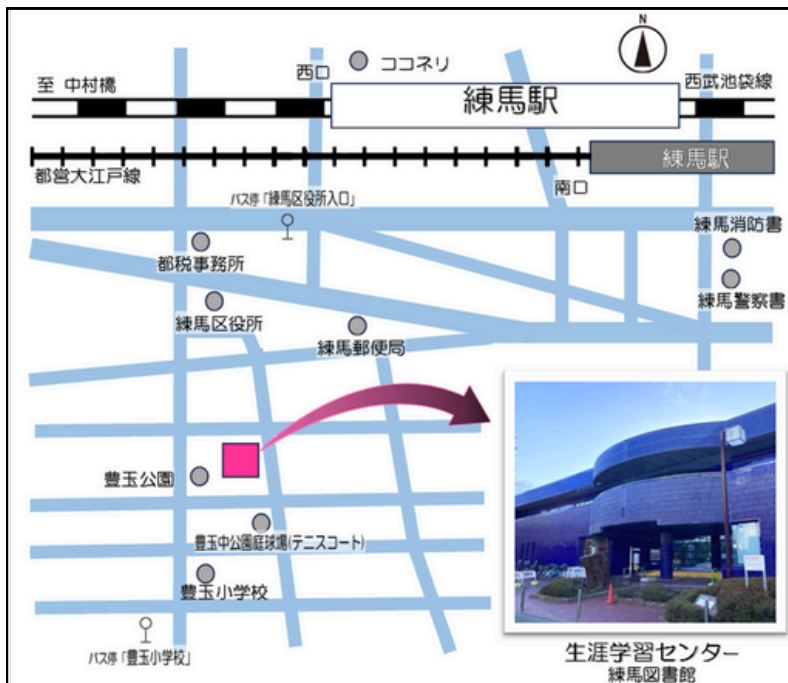 N
西口
ココネリ
至 中村橋
練馬駅
西武池袋線
練馬駅
都営大江戸線
南口
バス停「練馬区役所入口」
練馬消防書
都税事務所
練馬警察書
練馬区役所
練馬郵便局
豊玉公園
豊玉中公園庭球場(テニスコート)
豊玉小学校
バス停「豊玉小学校」
生涯学習センター
練馬図書館